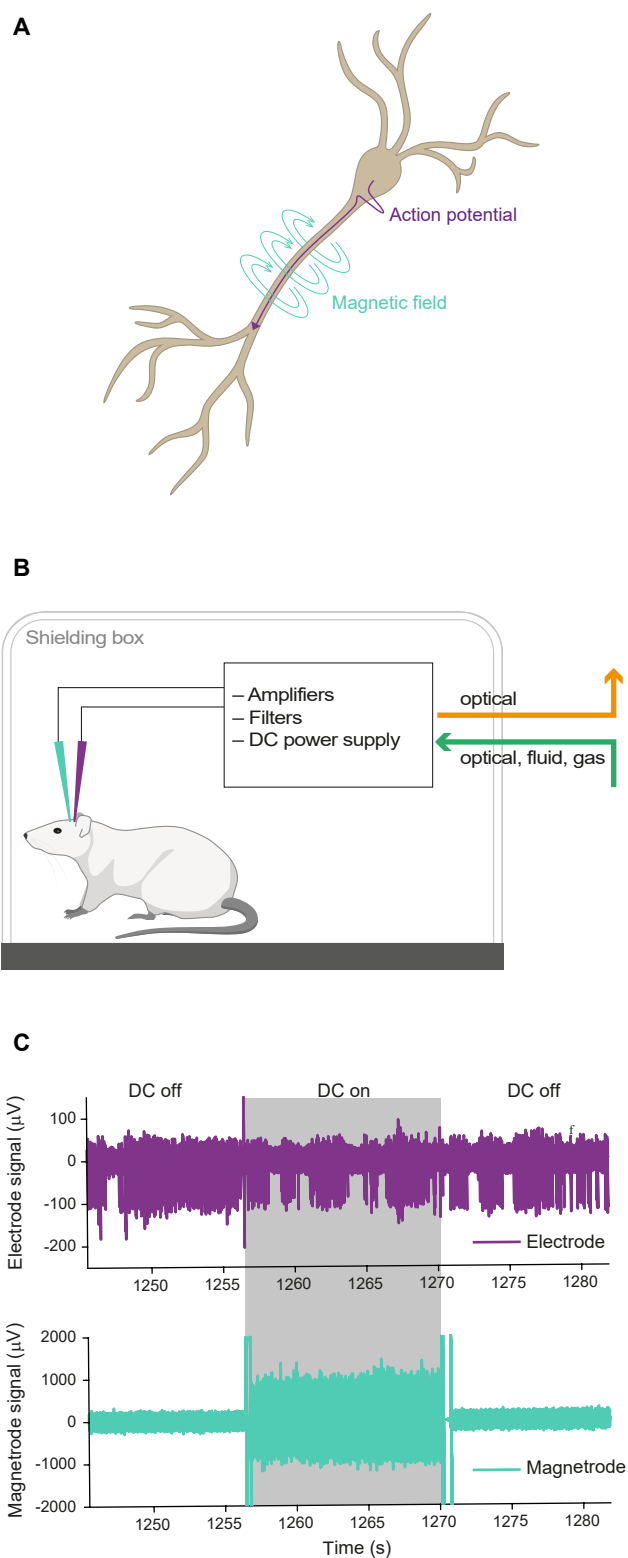 A
Action potential
Magnetic field
B
Shielding box
– Amplifiers
– Filters
– DC power supply
optical
optical, fluid, gas
C
DC off
DC on
DC off
Electrode signal (μV)
100
0
-100
-200
f
Electrode
1250
1255
1260
1265
1270
1275
1280
Magnetrode signal (μV)
2000
1000
0
-1000
-2000
Magnetrode
1250
1255
1260
1265
1270
1275
1280
Time (s)